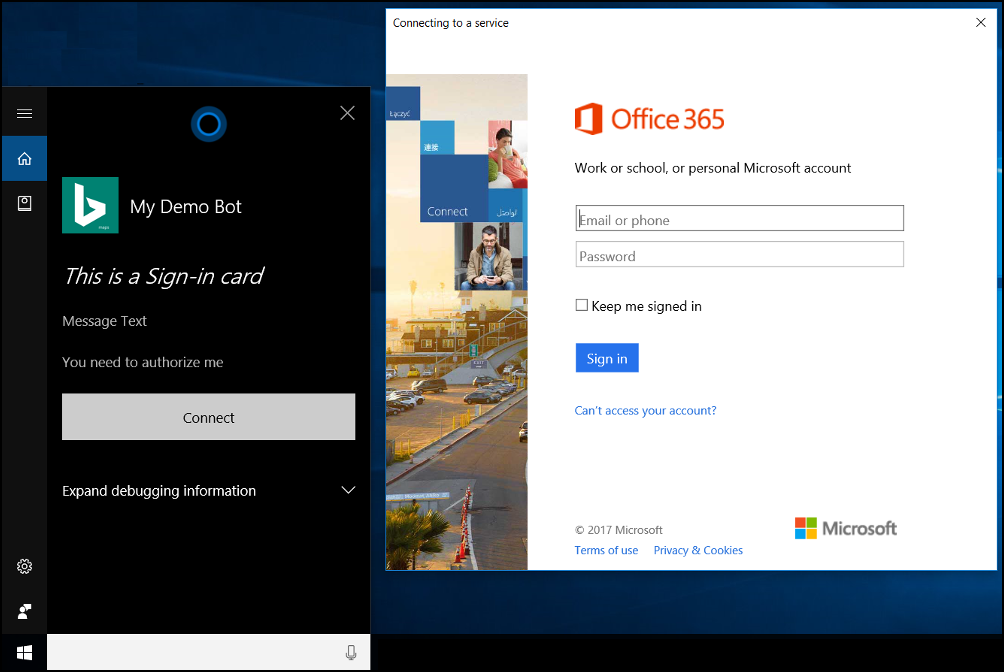 My Demo Bot
This is a Sign-in card
Message Text
You need to authorize me
Connect
Expand debugging information
Connecting to a service
Łączyć
連接
Connect
تواصل
Office 365
Work or school, or personal Microsoft account
Email or phone
Password
Keep me signed in
Sign in
Can't access your account?
© 2017 Microsoft
Terms of use
Privacy & Cookies
Microsoft